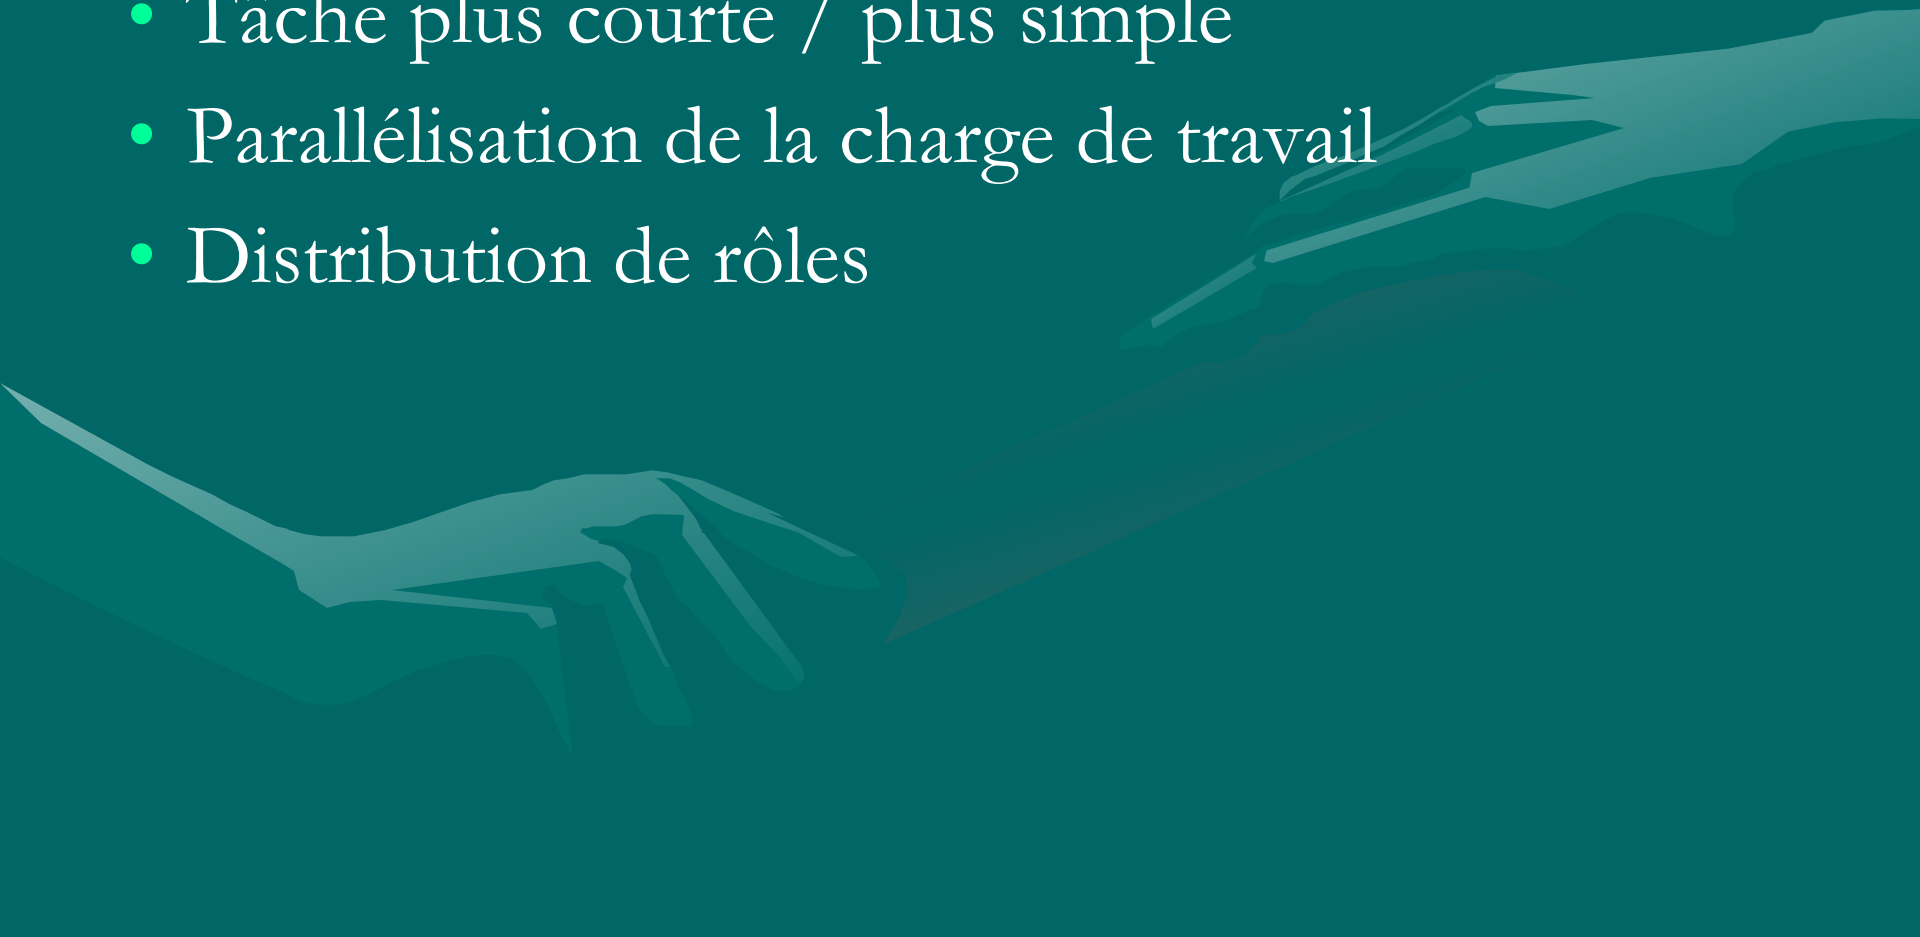 • Tâche plus courte / plus simple
• Parallélisation de la charge de travail
• Distribution de rôles